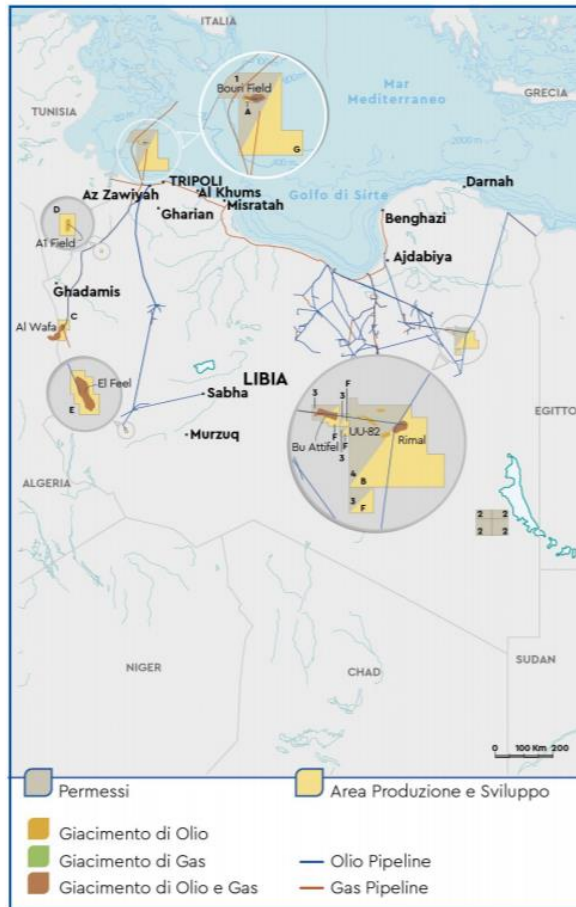 ITALIA
TUNISIA
GRECIA
Mar
Mediterraneo
1
Bouri Field
A
G
TRIPOLI
Az Zawiyah
Al Khums
Misratah
Gharian
Golfo di Sirte
Darnah
Benghazi
Ajdabiya
D
A1 Field
Ghadamis
C
Al Wafa
El Feel
E
LIBIA
Sabha
Murzuq
EGITTO
ALGERIA
3
F
3
UU-82
Bu Attifel
F
F
3
Rimal
4
B
3
F
2 2
2 2
NIGER
CHAD
SUDAN
0 100 Km 200
Permessi
Area Produzione e Sviluppo
Giacimento di Olio
Giacimento di Gas
Olio Pipeline
Giacimento di Olio e Gas
Gas Pipeline